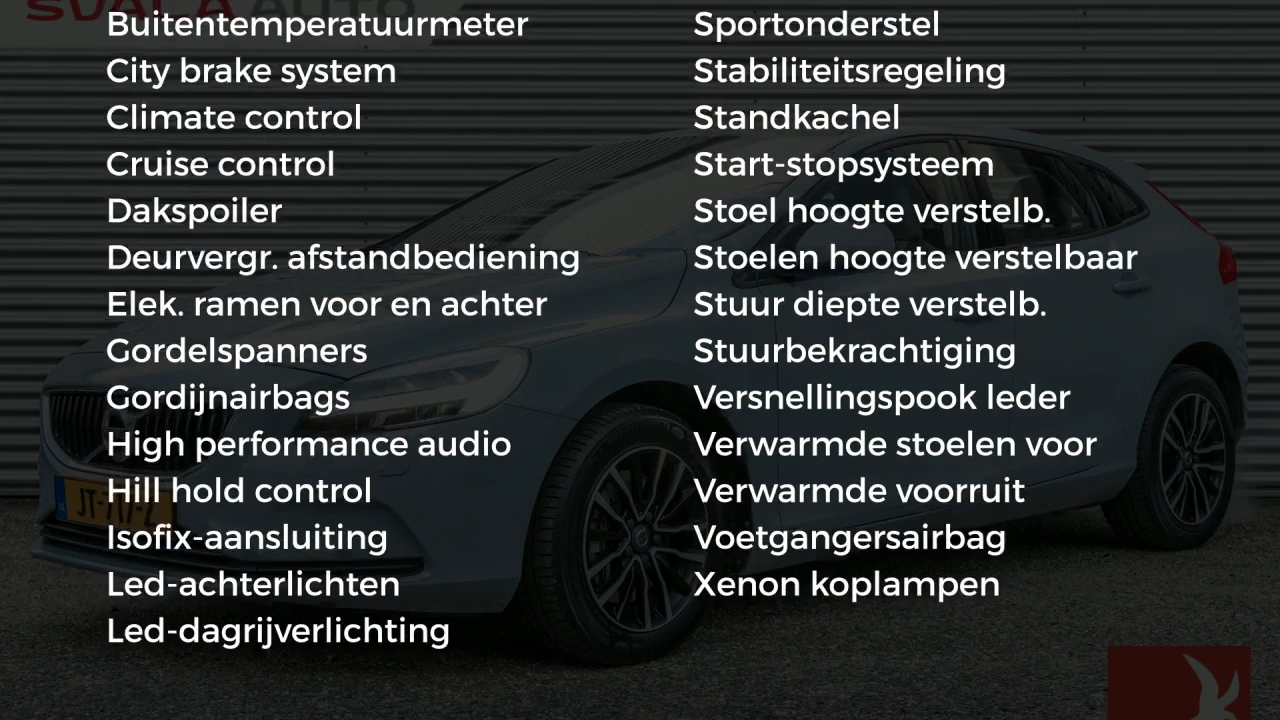 SVALA AUTO
Buitentemperatuurmeter
City brake system
Climate control
Cruise control
Dakspoiler
Deurvergr. afstandbediening
Elek. ramen voor en achter
Gordelspanners
Gordijnairbags
High performance audio
Hill hold control
Isofix-aansluiting
Led-achterlichten
Led-dagrijverlichting
Sportonderstel
Stabiliteitsregeling
Standkachel
Start-stopsysteem
Stoel hoogte verstelb.
Stoelen hoogte verstelbaar
Stuur diepte verstelb.
Stuurbekrachtiging
Versnellingspook leder
Verwarmde stoelen voor
Verwarmde voorruit
Voetgangersairbag
Xenon koplampen